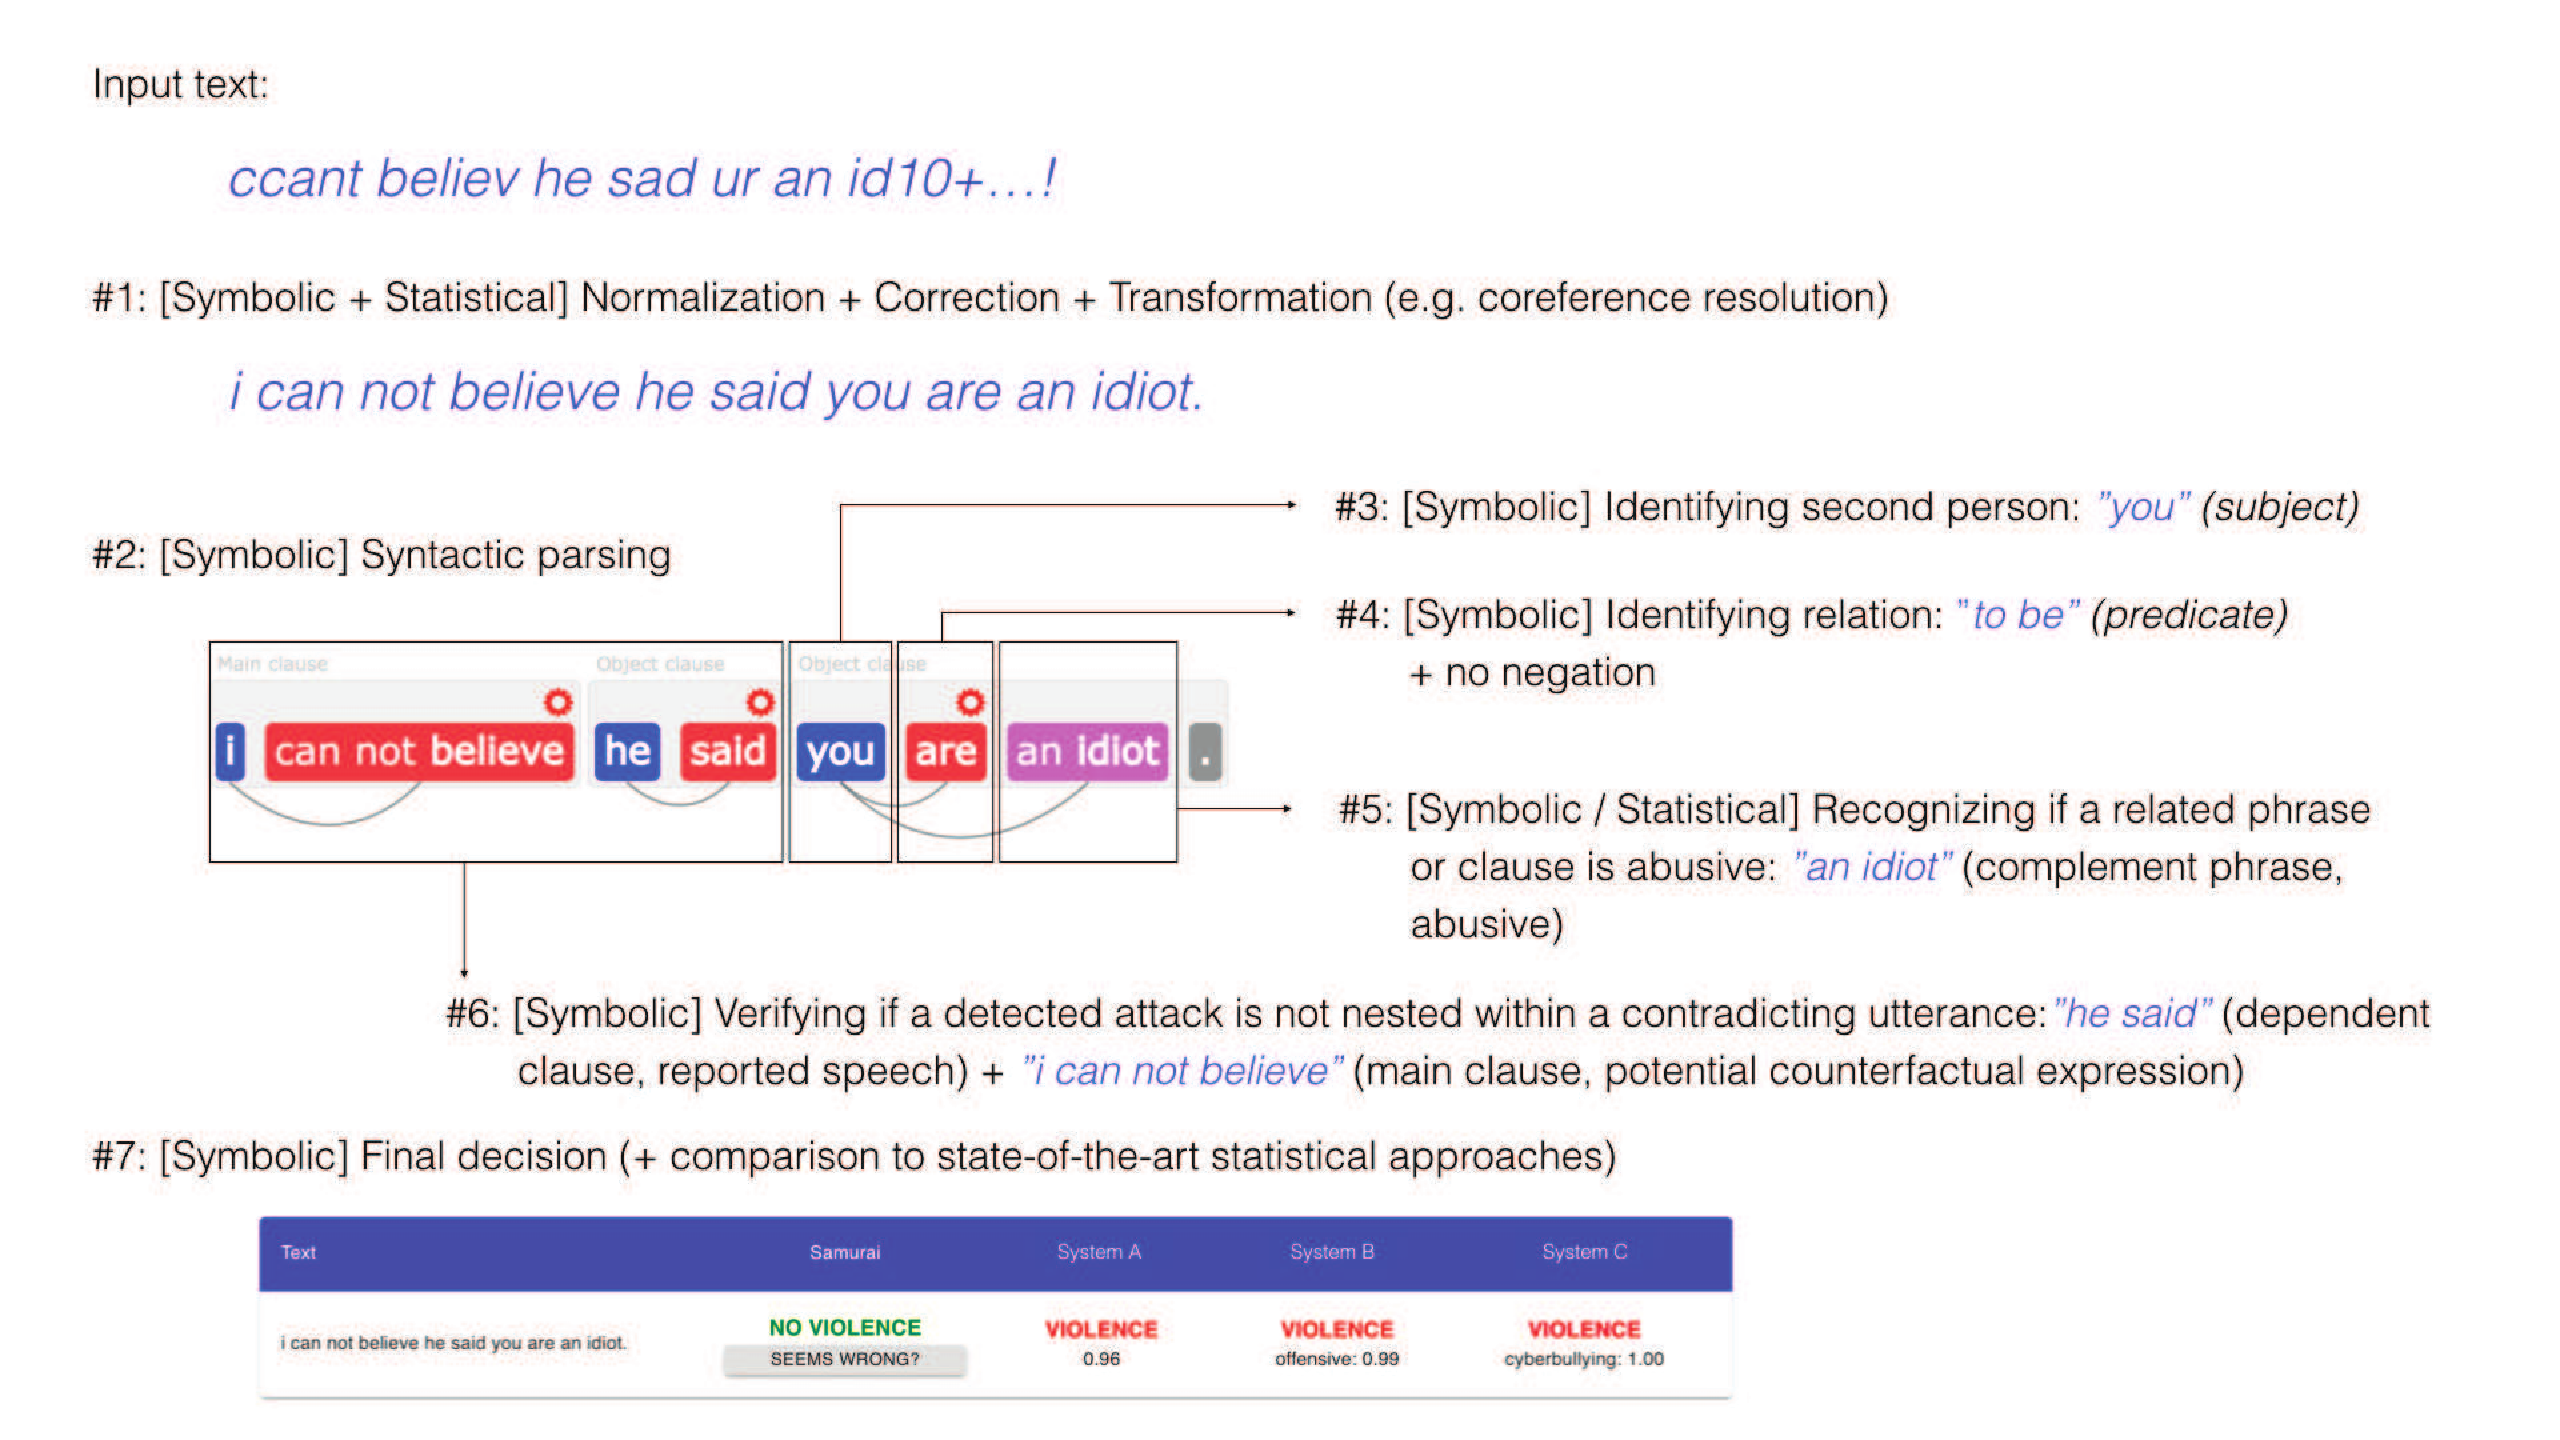 Input text:
ccant believ he sad ur an id10+...!
#1: [Symbolic + Statistical] Normalization + Correction + Transformation (e.g. coreference resolution)
i can not believe he said you are an idiot.
#2: [Symbolic] Syntactic parsing
#3: [Symbolic] Identifying second person: "you" (subject)
#4: [Symbolic] Identifying relation: "to be" (predicate)
+ no negation
Main clause Object clause Object clause
i can not believe he said you are an idiot .
#5: [Symbolic / Statistical] Recognizing if a related phrase
or clause is abusive: "an idiot" (complement phrase,
abusive)
#6: [Symbolic] Verifying if a detected attack is not nested within a contradicting utterance: "he said" (dependent
clause, reported speech) + "i can not believe" (main clause, potential counterfactual expression)
#7: [Symbolic] Final decision (+ comparison to state-of-the-art statistical approaches)
Text Samurai System A System B System C
NO VIOLENCE VIOLENCE VIOLENCE VIOLENCE
i can not believe he said you are an idiot.
SEEMS WRONG? 0.96 offensive: 0.99 cyberbullying: 1.00